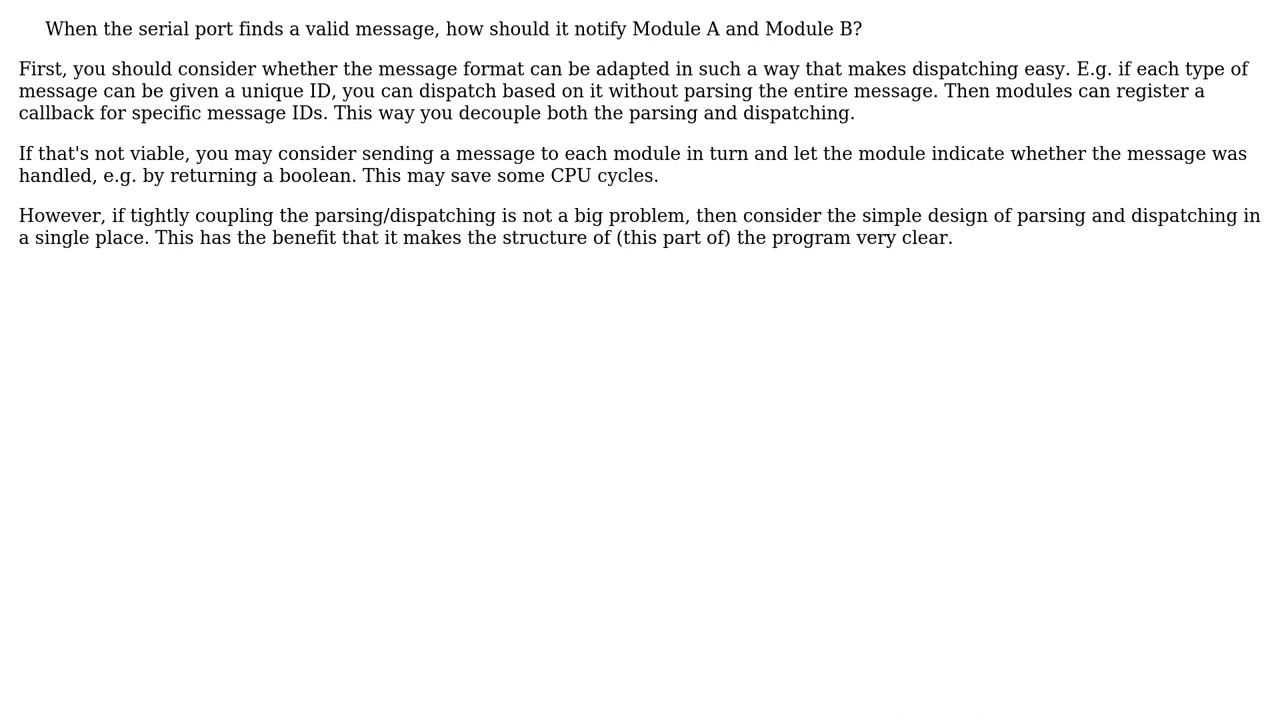 When the serial port finds a valid message, how should it notify Module A and Module B?
First, you should consider whether the message format can be adapted in such a way that makes dispatching easy. E.g. if each type of
message can be given a unique ID, you can dispatch based on it without parsing the entire message. Then modules can register a
callback for specific message IDs. This way you decouple both the parsing and dispatching.
If that's not viable, you may consider sending a message to each module in turn and let the module indicate whether the message was
handled, e.g. by returning a boolean. This may save some CPU cycles.
However, if tightly coupling the parsing/dispatching is not a big problem, then consider the simple design of parsing and dispatching in
a single place. This has the benefit that it makes the structure of (this part of) the program very clear.